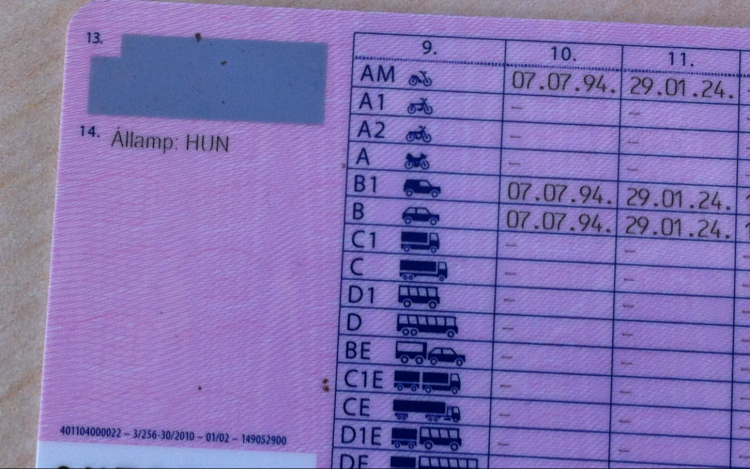 13.
14. Államp: HUN
401104000022 – 3/256-30/2010 – 01/02 – 149052900
9. 10. 11.
AM 07.07.94. 29.01.24.
A1 – –
A2 – –
A – –
B1 07.07.94. 29.01.24.
B 07.07.94. 29.01.24.
C1 – –
C – –
D1 – –
D – –
BE – –
C1E – –
CE – –
D1E – –
DE